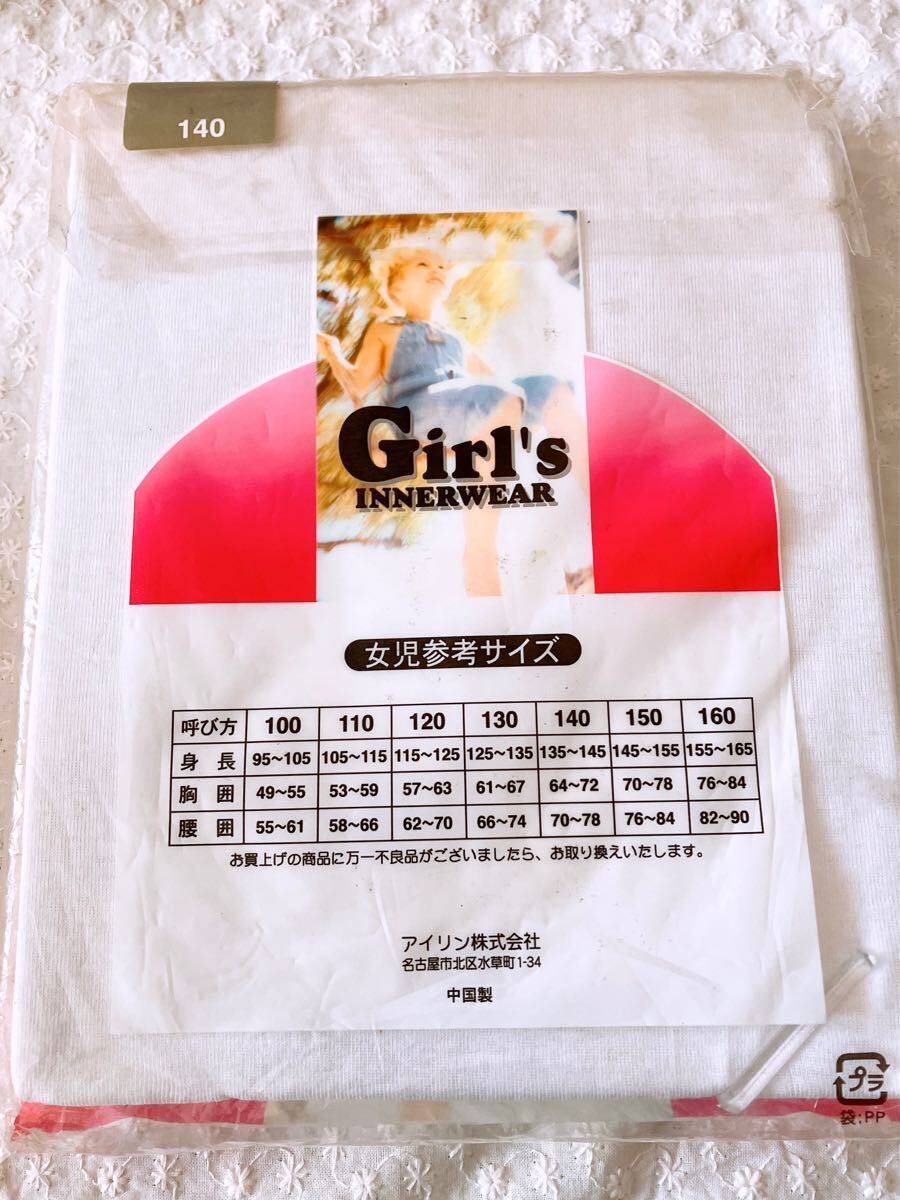 140
Girl's
INNERWEAR
女児参考サイズ
呼び方 100 110 120 130 140 150 160
身長 95~105 105~115 115~125 125~135 135~145 145~155 155~165
胸囲 49~55 53~59 57~63 61~67 64~72 70~78 76~84
腰囲 55~61 58~66 62~70 66~74 70~78 76~84 82~90
お買上げの商品に万一不良品がございましたら、お取り換えいたします。
アイリン株式会社
名古屋市北区水草町1-34
中国製
プラ
袋:PP